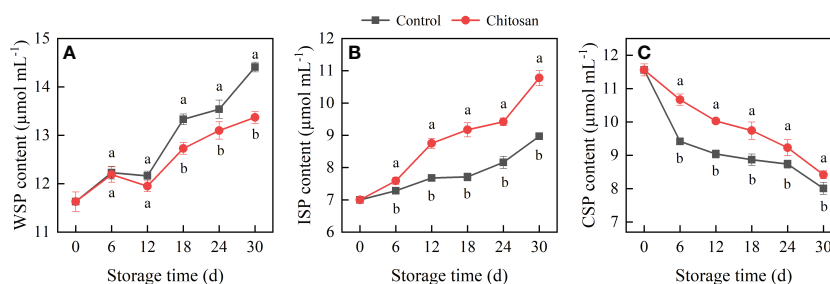 Control Chitosan
A
WSP content (μmol mL⁻¹)
15
14
13
12
11
a
a
a
a
a
a
a
b
b
b
0 6 12 18 24 30
Storage time (d)
B
ISP content (μmol mL⁻¹)
12
11
10
9
8
7
6
a
a
a
a
a
b
b
b
b
b
0 6 12 18 24 30
Storage time (d)
C
CSP content (μmol mL⁻¹)
12
11
10
9
8
7
a
a
a
a
a
b
b
b
b
b
0 6 12 18 24 30
Storage time (d)